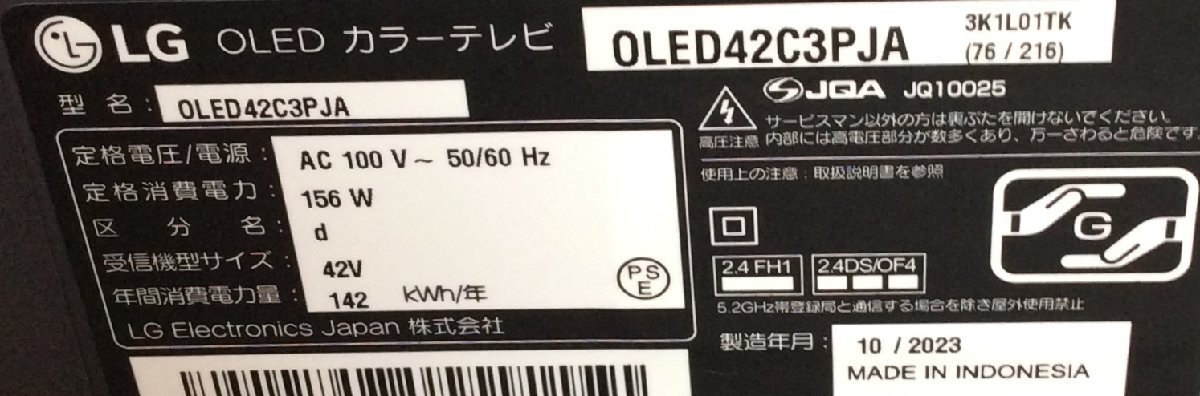 LG OLED カラーテレビ
OLED42C3PJA
3K1L01TK
(76 / 216)
型 名 : OLED42C3PJA
定格電圧/電源 : AC 100 V ~ 50/60 Hz
定格消費電力 : 156 W
区 分 名 : d
受信機型サイズ : 42V
年間消費電力量 : 142 kWh/年
PS
E
LG Electronics Japan 株式会社
JQA JQ10025
高圧注意
サービスマン以外の方は裏ぶたを開けないでください。
内部には高電圧部分が数多くあり、万一さわると危険です
使用上の注意 : 取扱説明書を参照
G
2.4 FH1
2.4DS/OF4
5.2GHz帯登録局と通信する場合を除き屋外使用禁止
製造年月 : 10 / 2023
MADE IN INDONESIA